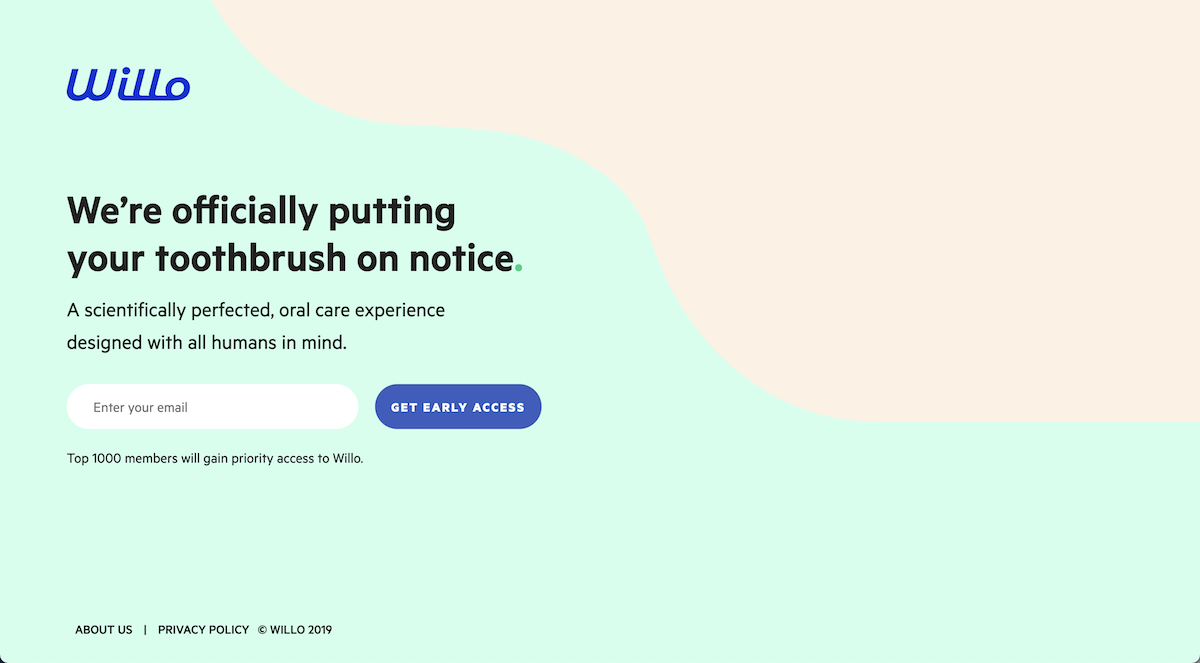 Willo
We’re officially putting
your toothbrush on notice.
A scientifically perfected, oral care experience
designed with all humans in mind.
Enter your email
GET EARLY ACCESS
Top 1000 members will gain priority access to Willo.
ABOUT US | PRIVACY POLICY © WILLO 2019